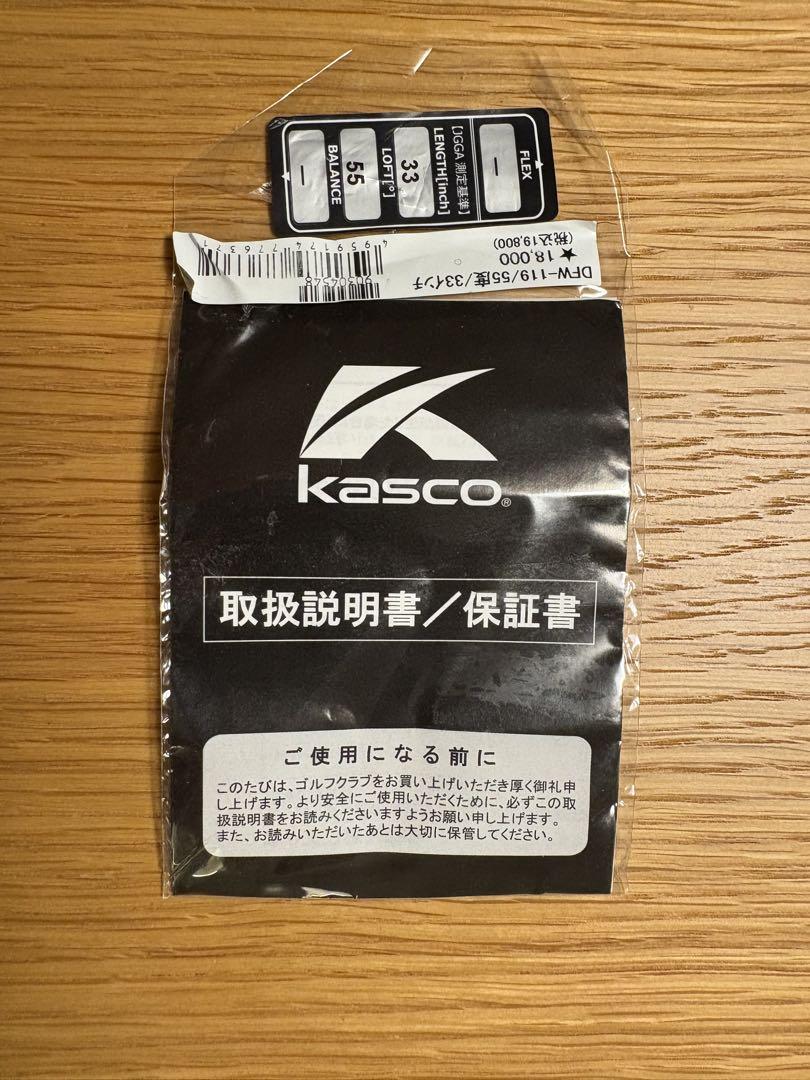 FLEX
–
【JGGA 測定基準】
LENGTH[inch]
33
LOFT[°]
55
BALANCE
–
DFW-119/55度/33インチ
★ 18,000
(税込19,800)
90304548
4 959174 776371
Kasco®
取扱説明書/保証書
ご使用になる前に
このたびは、ゴルフクラブをお買い上げいただき厚く御礼申
し上げます。より安全にご使用いただくために、必ずこの取
扱説明書をお読みくださいますようお願い申し上げます。
また、お読みいただいたあとは大切に保管してください。